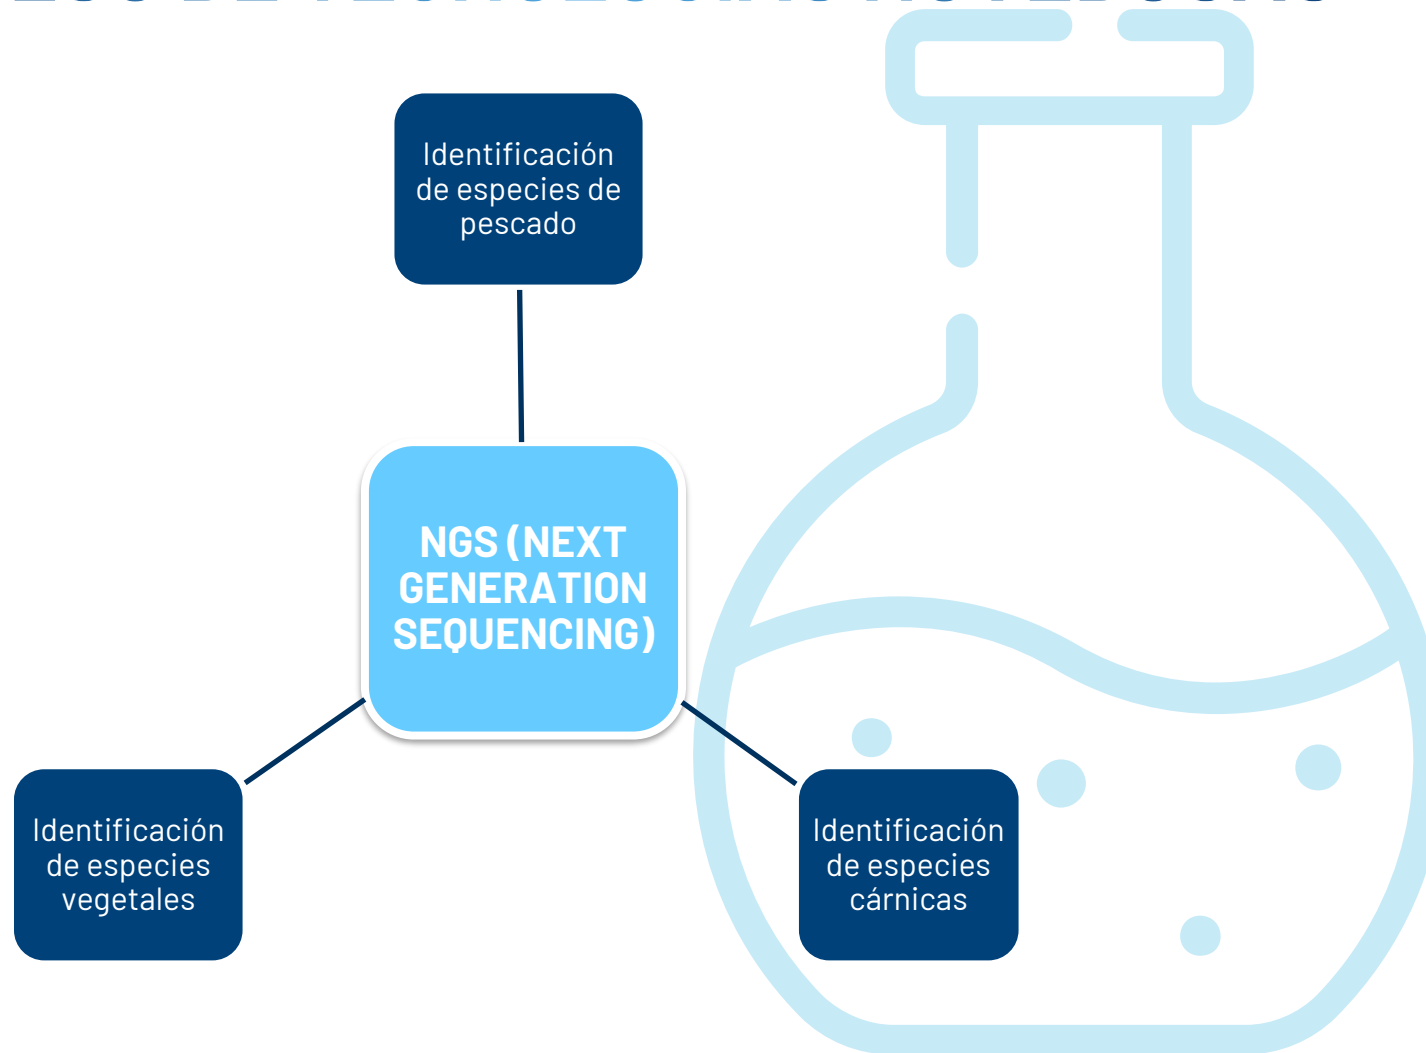 Identificación
de especies de
pescado
NGS (NEXT
GENERATION
SEQUENCING)
Identificación
de especies
vegetales
Identificación
de especies
cárnicas